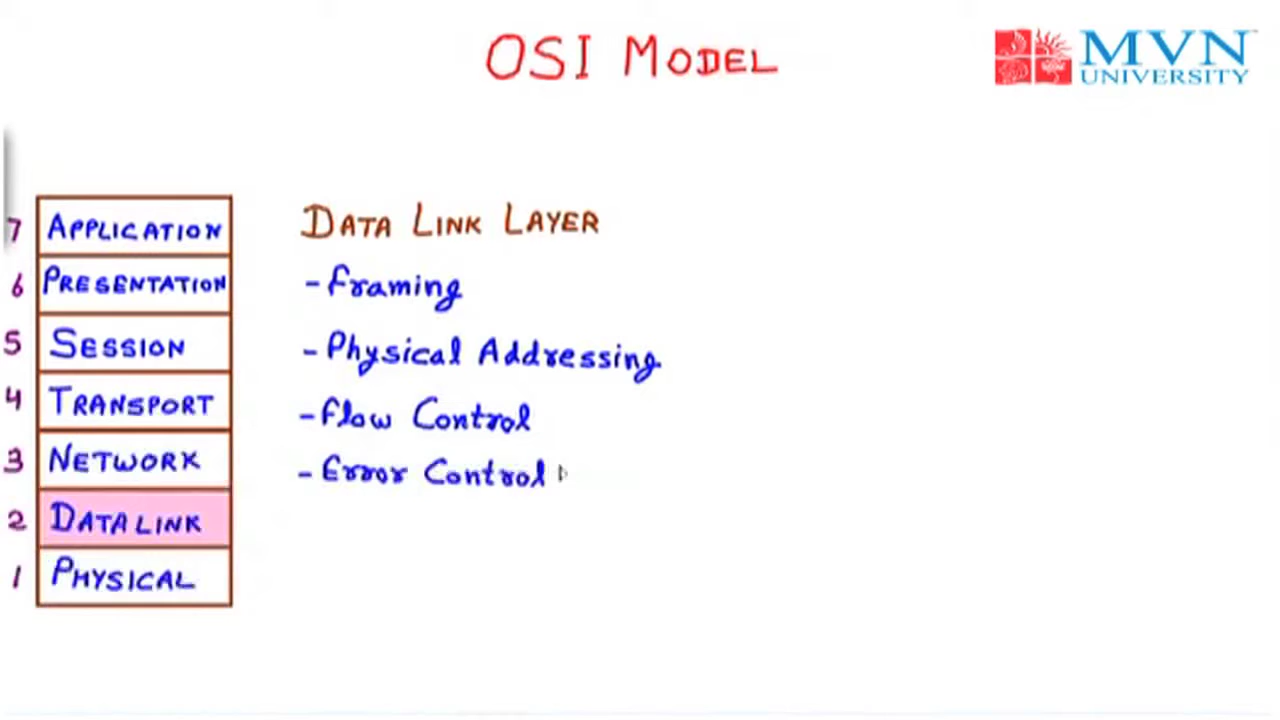 OSI MODEL
MVN
UNIVERSITY
7 APPLICATION
6 PRESENTATION
5 SESSION
4 TRANSPORT
3 NETWORK
2 DATA LINK
1 PHYSICAL
DATA LINK LAYER
- Framing
- Physical Addressing
- Flow Control
- Error Control